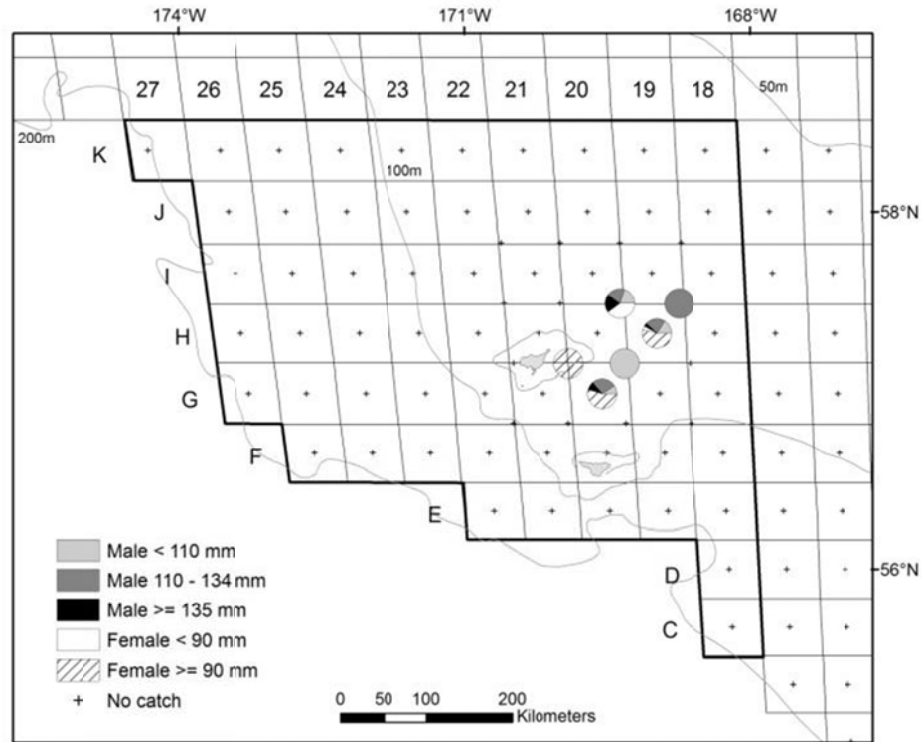 174°W 171°W 168°W
27 26 25 24 23 22 21 20 19 18
50m
200m
K
100m
J
58°N
I
H
G
F
E
Male < 110 mm
Male 110 - 134 mm
D
56°N
Male >= 135 mm
Female < 90 mm
C
Female >= 90 mm
No catch
0 50 100 200
Kilometers